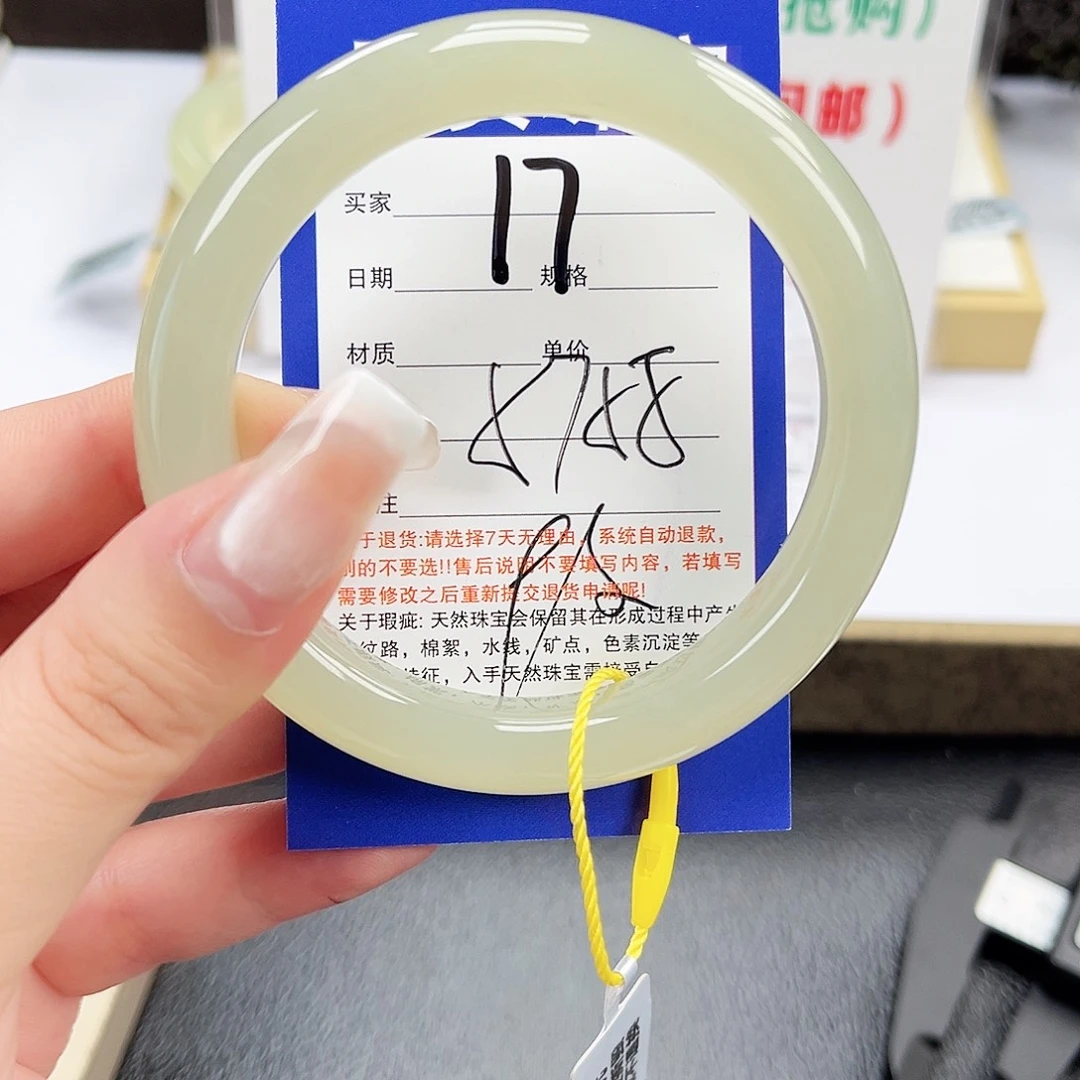 抢购）
邮）
17
买家
日期 规格
材质 单价
8788
注
于退货:请选择7天无理由，系统自动退款，
别的不要选!!售后说因不要填写内容，若填写
需要修改之后重新提交退货申请呢!
关于瑕疵: 天然珠宝会保留其在形成过程中产生
纹路，棉絮，水线，矿点，色素沉淀等
特征，入手天然珠宝需接受自